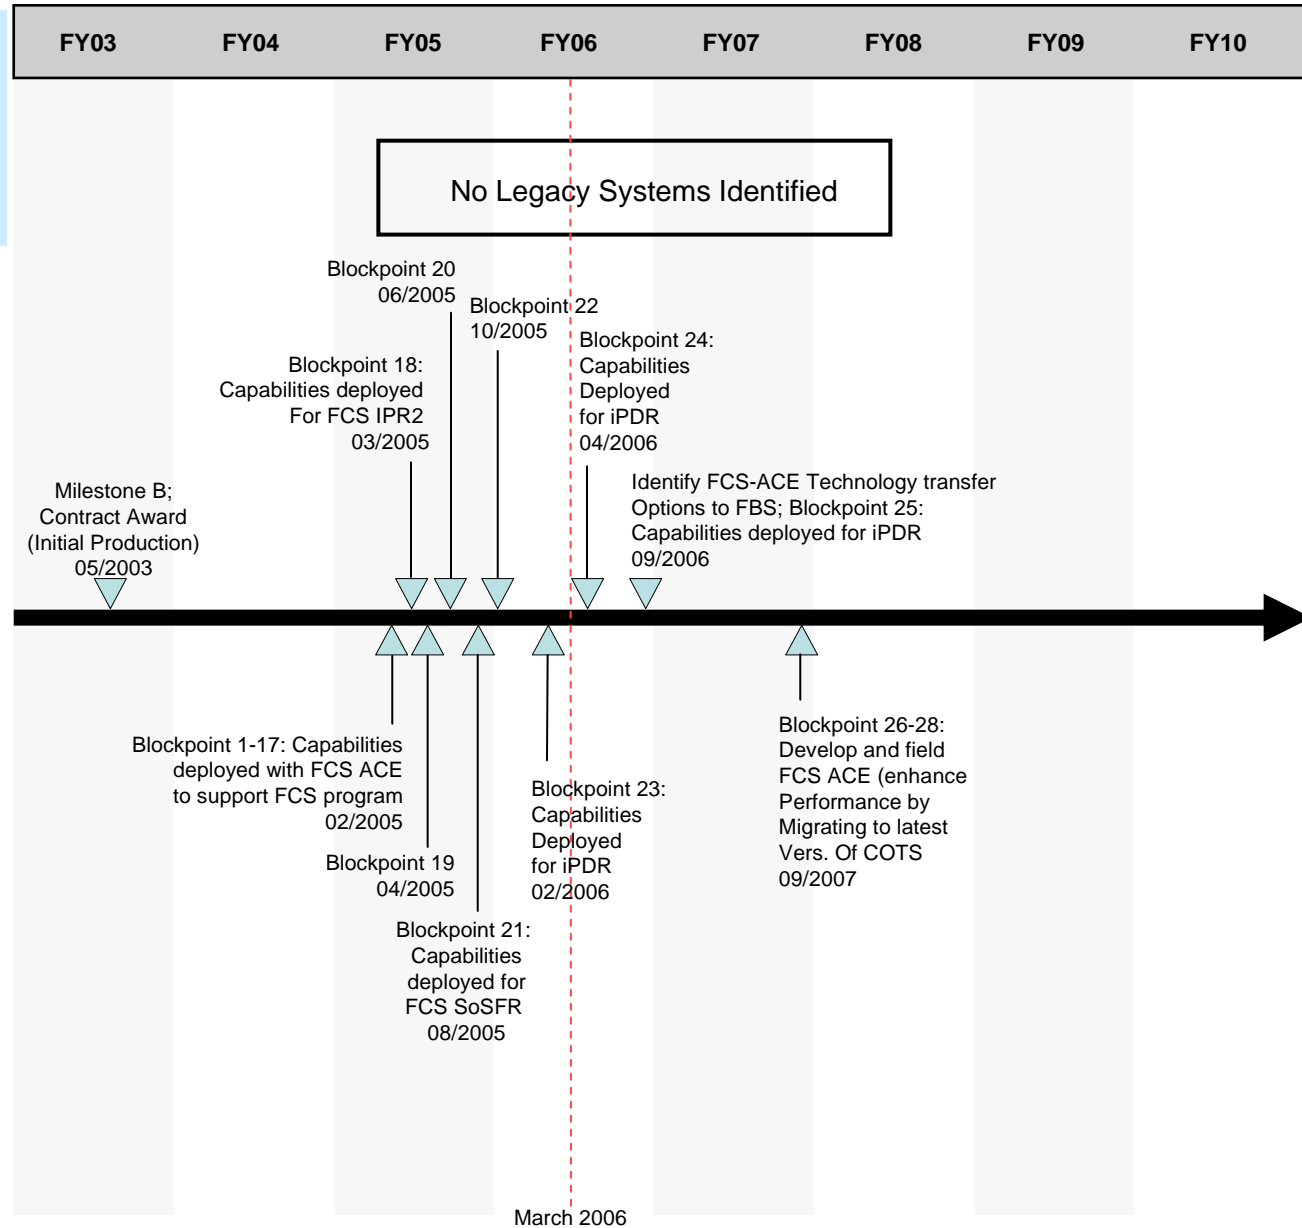 FY03 FY04 FY05 FY06 FY07 FY08 FY09 FY10
No Legacy Systems Identified
Blockpoint 20
06/2005
Blockpoint 22
10/2005
Blockpoint 18:
Capabilities deployed
For FCS IPR2
03/2005
Blockpoint 24:
Capabilities
Deployed
for iPDR
04/2006
Milestone B;
Contract Award
(Initial Production)
05/2003
Identify FCS-ACE Technology transfer
Options to FBS; Blockpoint 25:
Capabilities deployed for iPDR
09/2006
Blockpoint 1-17: Capabilities
deployed with FCS ACE
to support FCS program
02/2005
Blockpoint 19
04/2005
Blockpoint 21:
Capabilities
deployed for
FCS SoSFR
08/2005
Blockpoint 23:
Capabilities
Deployed
for iPDR
02/2006
Blockpoint 26-28:
Develop and field
FCS ACE (enhance
Performance by
Migrating to latest
Vers. Of COTS
09/2007
March 2006